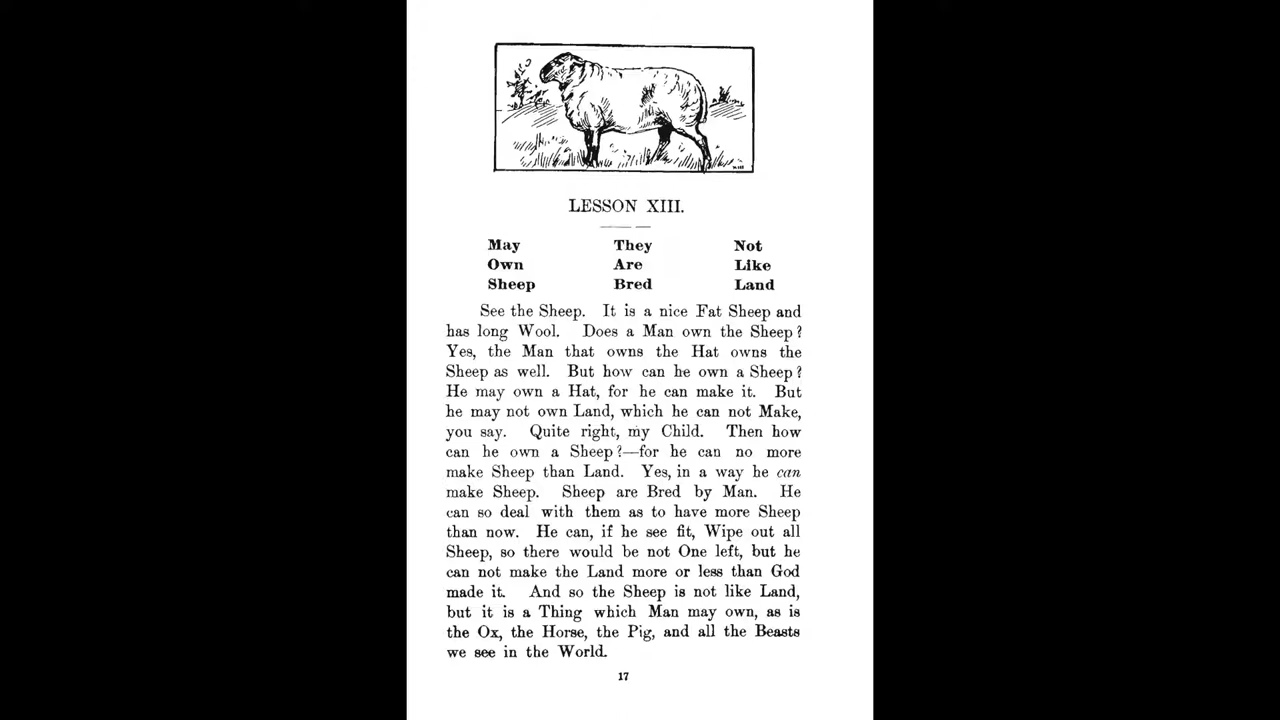 LESSON XIII.
May They Not
Own Are Like
Sheep Bred Land
See the Sheep. It is a nice Fat Sheep and
has long Wool. Does a Man own the Sheep?
Yes, the Man that owns the Hat owns the
Sheep as well. But how can he own a Sheep?
He may own a Hat, for he can make it. But
he may not own Land, which he can not Make,
you say. Quite right, my Child. Then how
can he own a Sheep?—for he can no more
make Sheep than Land. Yes, in a way he can
make Sheep. Sheep are Bred by Man. He
can so deal with them as to have more Sheep
than now. He can, if he see fit, Wipe out all
Sheep, so there would be not One left, but he
can not make the Land more or less than God
made it. And so the Sheep is not like Land,
but it is a Thing which Man may own, as is
the Ox, the Horse, the Pig, and all the Beasts
we see in the World.
17